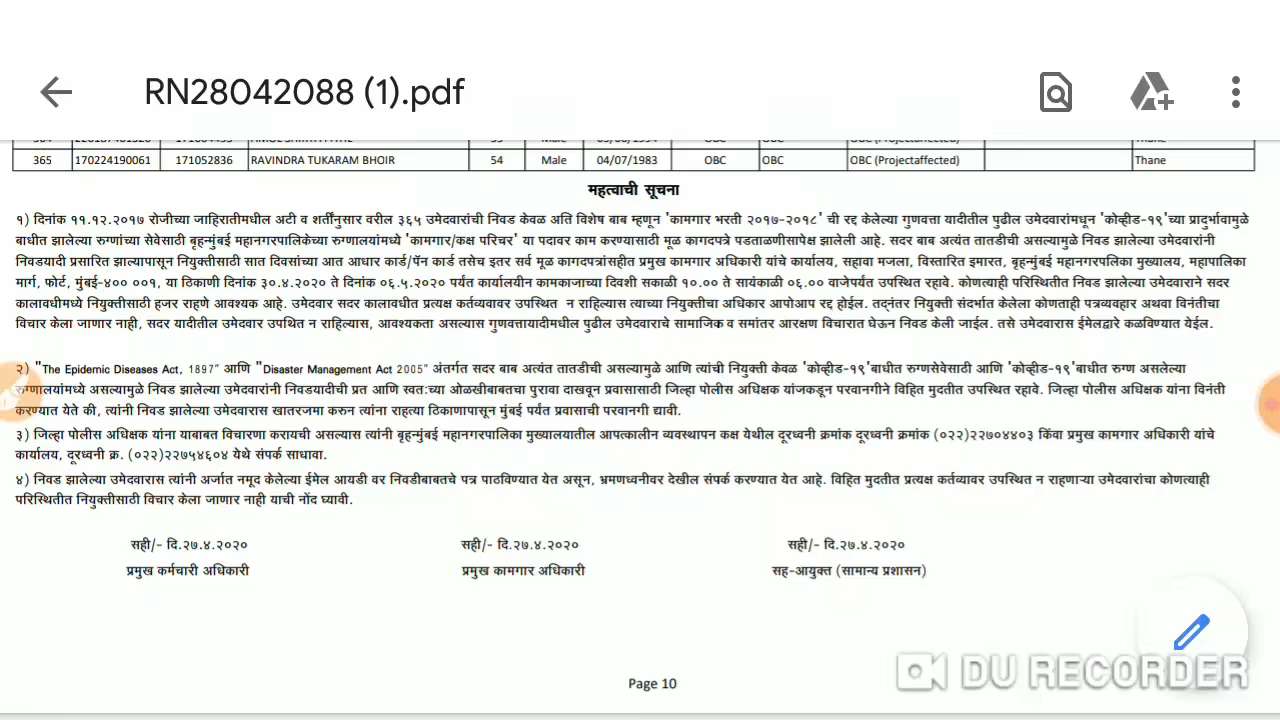 RN28042088 (1).pdf
365 170224190061 171052836 RAVINDRA TUKARAM BHOIR 54 Male 04/07/1983 OBC OBC OBC (Projectaffected) Thane
महत्वाची सूचना
१) दिनांक ११.१२.२०१७ रोजीच्या जाहिरातीमधील अटी व शर्तीनुसार वरील ३६५ उमेदवारांची निवड केवळ अति विशेष बाब म्हणून 'कामगार भरती २०१७-२०१८' ची रद्द केलेल्या गुणवत्ता यादीतील पुढील उमेदवारांमधून 'कोव्हीड-१९'च्या प्रादुर्भावामुळे
बाधीत झालेल्या रुग्णांच्या सेवेसाठी बृहन्मुंबई महानगरपालिकेच्या रुग्णालयांमध्ये 'कामगार/कक्ष परिचर' या पदावर काम करण्यासाठी मूळ कागदपत्रे पडताळणीसापेक्ष झालेली आहे. सदर बाब अत्यंत तातडीची असल्यामुळे निवड झालेल्या उमेदवारांनी
निवडयादी प्रसारित झाल्यापासून नियुक्तीसाठी सात दिवसांच्या आत आधार कार्ड/पॅन कार्ड तसेच इतर सर्व मूळ कागदपत्रांसहीत प्रमुख कामगार अधिकारी यांचे कार्यालय, सहावा मजला, विस्तारित इमारत, बृहन्मुंबई महानगरपलिका मुख्यालय, महापालिका
मार्ग, फोर्ट, मुंबई-४०० ००१, या ठिकाणी दिनांक ३०.४.२०२० ते दिनांक ०६.५.२०२० पर्यंत कार्यालयीन कामकाजाच्या दिवशी सकाळी १०.०० ते सायंकाळी ०६.०० वाजेपर्यंत उपस्थित रहावे. कोणत्याही परिस्थितीत निवड झालेल्या उमेदवाराने सदर
कालावधीमध्ये नियुक्तीसाठी हजर राहणे आवश्यक आहे. उमेदवार सदर कालावधीत प्रत्यक्ष कर्तव्यवावर उपस्थित न राहिल्यास त्याच्या नियुक्तीचा अधिकार आपोआप रद्द होईल. तद्नंतर नियुक्ती संदर्भात केलेला कोणताही पत्रव्यवहार अथवा विनंतीचा
विचार केला जाणार नाही, सदर यादीतील उमेदवार उपथित न राहिल्यास, आवश्यकता असल्यास गुणवत्तायादीमधील पुढील उमेदवाराचे सामाजिक व समांतर आरक्षण विचारात घेऊन निवड केली जाईल. तसे उमेदवारास ईमेलद्वारे कळविण्यात येईल.
२) "The Epidemic Diseases Act, 1897" आणि "Disaster Management Act 2005" अंतर्गत सदर बाब अत्यंत तातडीची असल्यामुळे आणि त्यांची नियुक्ती केवळ 'कोव्हीड-१९'बाधीत रुग्णसेवेसाठी आणि 'कोव्हीड-१९'बाधीत रुग्ण असलेल्या
रुग्णालयांमध्ये असल्यामुळे निवड झालेल्या उमेदवारांनी निवडयादीची प्रत आणि स्वतःच्या ओळखीबाबतचा पुरावा दाखवून प्रवासासाठी जिल्हा पोलीस अधिक्षक यांजकडून परवानगीने विहित मुदतीत उपस्थित रहावे. जिल्हा पोलीस अधिक्षक यांना विनंती
करण्यात येते की, त्यांनी निवड झालेल्या उमेदवारास खातरजमा करुन त्यांना राहत्या ठिकाणापासून मुंबई पर्यंत प्रवासाची परवानगी द्यावी.
३) जिल्हा पोलीस अधिक्षक यांना याबाबत विचारणा करायची असल्यास त्यांनी बृहन्मुंबई महानगरपालिका मुख्यालयातील आपत्कालीन व्यवस्थापन कक्ष येथील दूरध्वनी क्रमांक दूरध्वनी क्रमांक (०२२)२२७०४४०३ किंवा प्रमुख कामगार अधिकारी यांचे
कार्यालय, दूरध्वनी क्र. (०२२)२२७५४६०४ येथे संपर्क साधावा.
४) निवड झालेल्या उमेदवारास त्यांनी अर्जात नमूद केलेल्या ईमेल आयडी वर निवडीबाबतचे पत्र पाठविण्यात येत असून, भ्रमणध्वनीवर देखील संपर्क करण्यात येत आहे. विहित मुदतीत प्रत्यक्ष कर्तव्यावर उपस्थित न राहणाऱ्या उमेदवारांचा कोणत्याही
परिस्थितीत नियुक्तीसाठी विचार केला जाणार नाही याची नोंद घ्यावी.
सही/- दि.२७.४.२०२० सही/- दि.२७.४.२०२० सही/- दि.२७.४.२०२०
प्रमुख कर्मचारी अधिकारी प्रमुख कामगार अधिकारी सह-आयुक्त (सामान्य प्रशासन)
DU RECORDER
Page 10